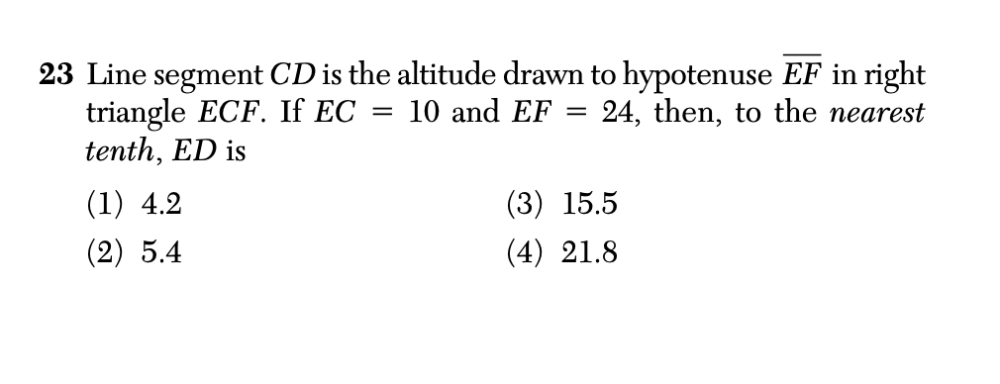 23 Line segment CD is the altitude drawn to hypotenuse EF in right
triangle ECF. If EC = 10 and EF = 24, then, to the nearest
tenth, ED is
(1) 4.2 (3) 15.5
(2) 5.4 (4) 21.8